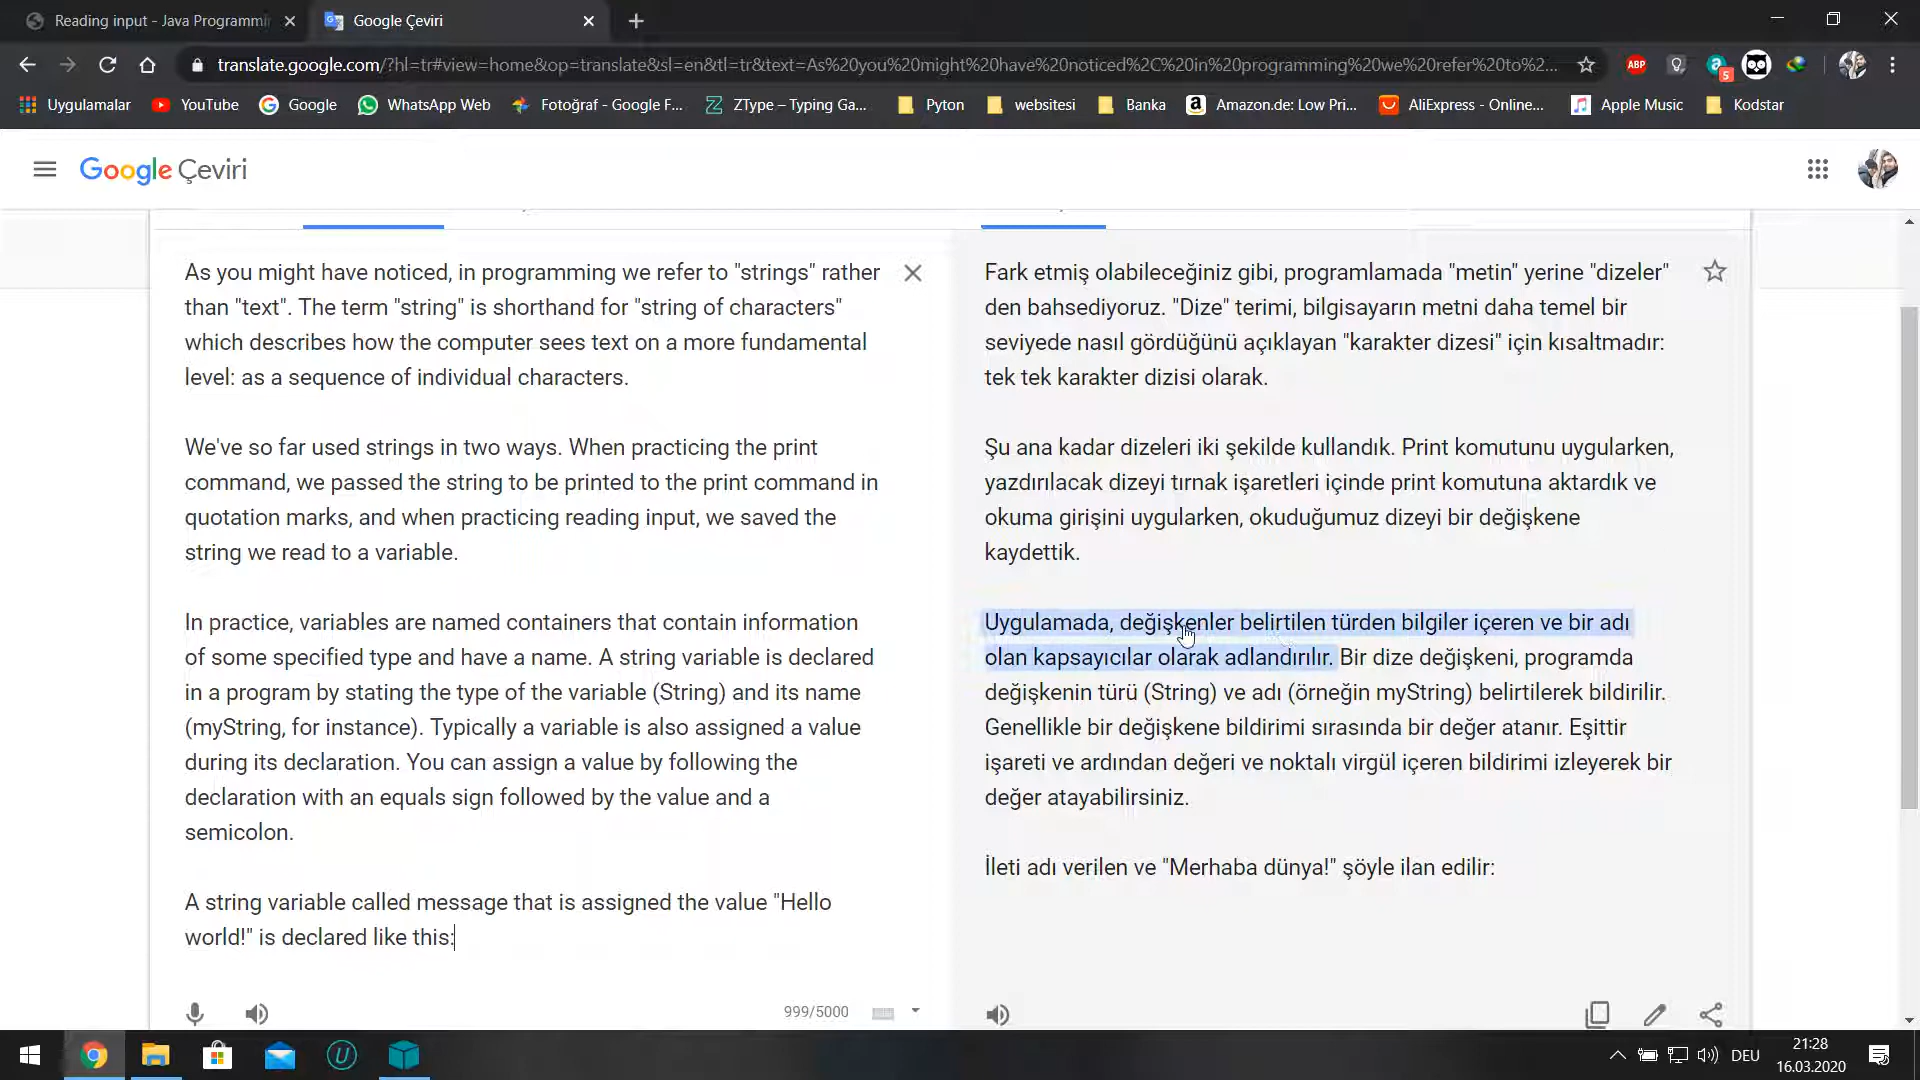 Reading input - Java Programmi
Google Çeviri
translate.google.com/?hl=tr#view=home&op=translate&sl=en&tl=tr&text=As%20you%20might%20have%20noticed%2C%20in%20programming%20we%20refer%20to%2...
ABP
5
Uygulamalar
YouTube
Google
WhatsApp Web
Fotoğraf - Google F...
ZType – Typing Ga...
Pyton
websitesi
Banka
Amazon.de: Low Pri...
AliExpress - Online...
Apple Music
Kodstar
Google Çeviri
As you might have noticed, in programming we refer to "strings" rather
than "text". The term "string" is shorthand for "string of characters"
which describes how the computer sees text on a more fundamental
level: as a sequence of individual characters.
We've so far used strings in two ways. When practicing the print
command, we passed the string to be printed to the print command in
quotation marks, and when practicing reading input, we saved the
string we read to a variable.
In practice, variables are named containers that contain information
of some specified type and have a name. A string variable is declared
in a program by stating the type of the variable (String) and its name
(myString, for instance). Typically a variable is also assigned a value
during its declaration. You can assign a value by following the
declaration with an equals sign followed by the value and a
semicolon.
A string variable called message that is assigned the value "Hello
world!" is declared like this:
999/5000
Fark etmiş olabileceğiniz gibi, programlamada "metin" yerine "dizeler"
den bahsediyoruz. "Dize" terimi, bilgisayarın metni daha temel bir
seviyede nasıl gördüğünü açıklayan "karakter dizesi" için kısaltmadır:
tek tek karakter dizisi olarak.
Şu ana kadar dizeleri iki şekilde kullandık. Print komutunu uygularken,
yazdırılacak dizeyi tırnak işaretleri içinde print komutuna aktardık ve
okuma girişini uygularken, okuduğumuz dizeyi bir değişkene
kaydettik.
Uygulamada, değişkenler belirtilen türden bilgiler içeren ve bir adı
olan kapsayıcılar olarak adlandırılır. Bir dize değişkeni, programda
değişkenin türü (String) ve adı (örneğin myString) belirtilerek bildirilir.
Genellikle bir değişkene bildirimi sırasında bir değer atanır. Eşittir
işareti ve ardından değeri ve noktalı virgül içeren bildirimi izleyerek bir
değer atayabilirsiniz.
İleti adı verilen ve "Merhaba dünya!" şöyle ilan edilir:
DEU
21:28
16.03.2020